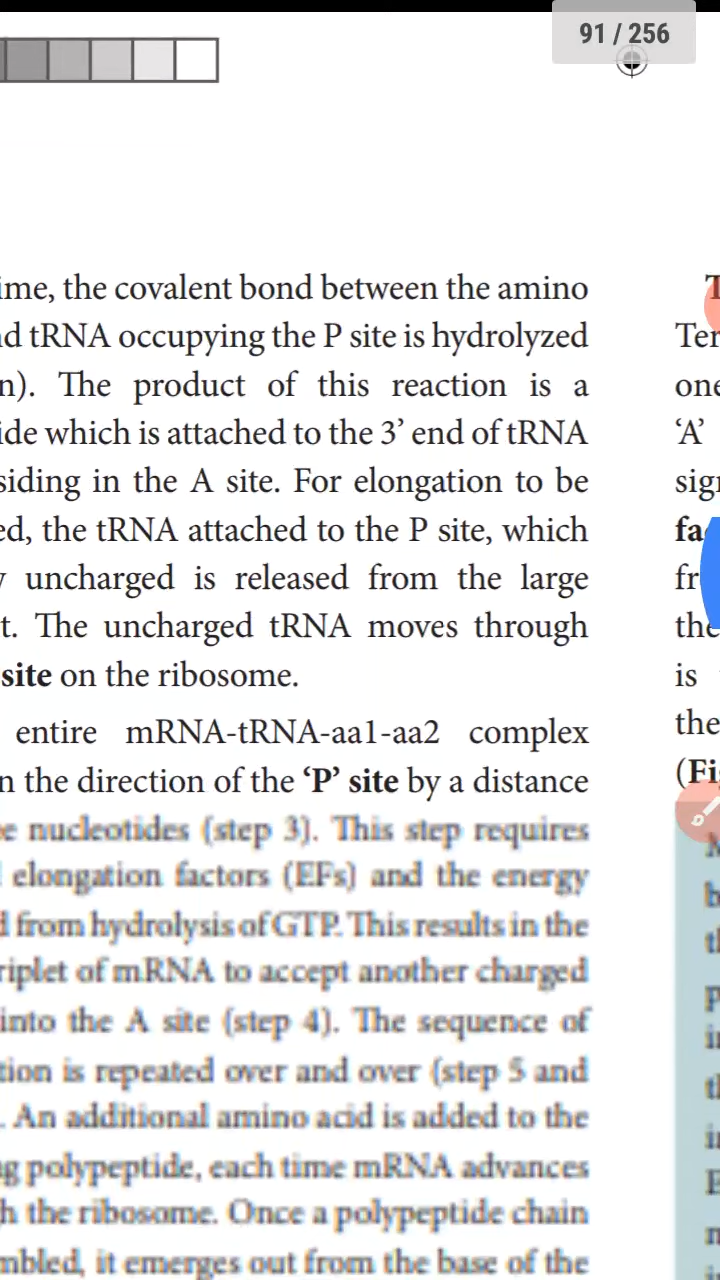 91 / 256
ime, the covalent bond between the amino
nd tRNA occupying the P site is hydrolyzed
n). The product of this reaction is a
ide which is attached to the 3’ end of tRNA
siding in the A site. For elongation to be
ed, the tRNA attached to the P site, which
y uncharged is released from the large
t. The uncharged tRNA moves through
site on the ribosome.
entire mRNA-tRNA-aa1-aa2 complex
n the direction of the ‘P’ site by a distance
e nucleotides (step 3). This step requires
l elongation factors (EFs) and the energy
d from hydrolysis of GTP. This results in the
riplet of mRNA to accept another charged
into the A site (step 4). The sequence of
tion is repeated over and over (step 5 and
. An additional amino acid is added to the
ng polypeptide, each time mRNA advances
h the ribosome. Once a polypeptide chain
mbled, it emerges out from the base of the
T
Ter
one
‘A’
sign
fa
fr
the
is
the
(Fig
M
b
th
p
in
th
in
E
n